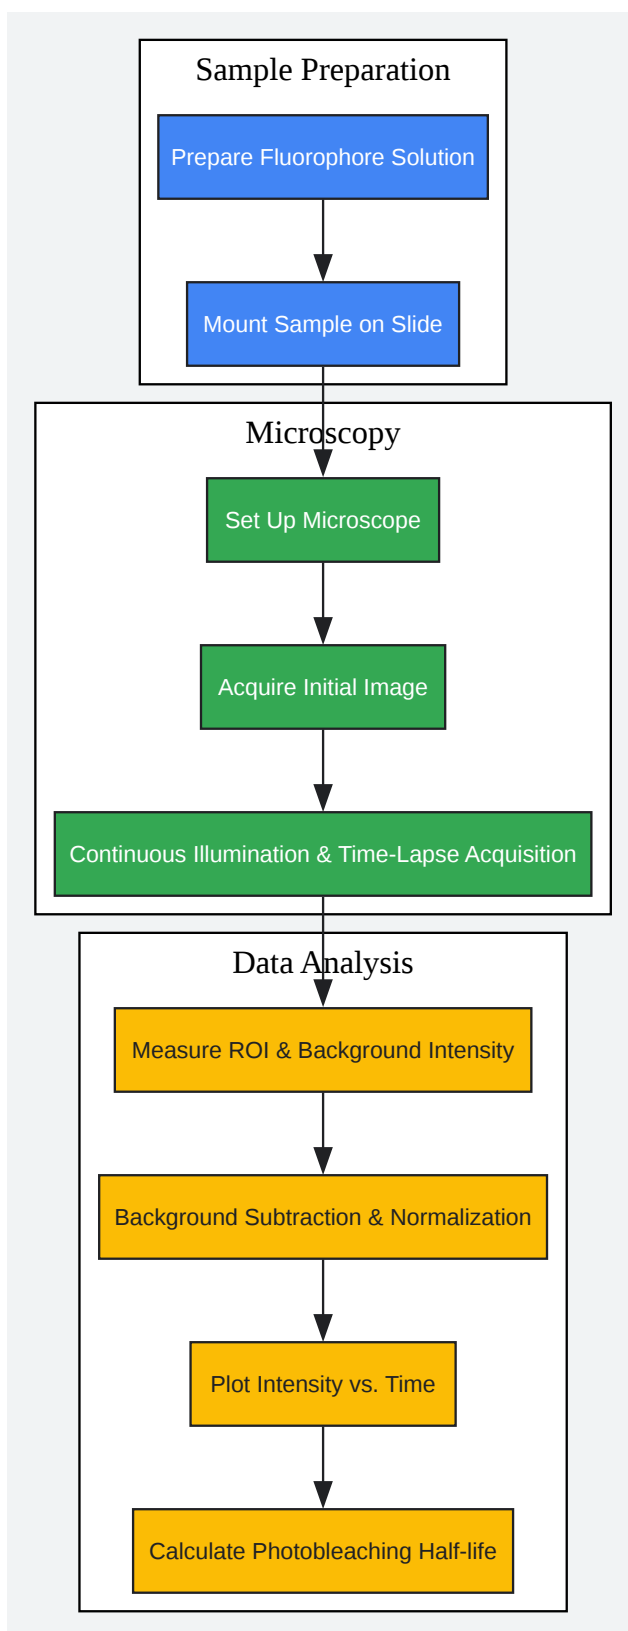 Sample Preparation
Prepare Fluorophore Solution
Mount Sample on Slide
Microscopy
Set Up Microscope
Acquire Initial Image
Continuous Illumination & Time-Lapse Acquisition
Data Analysis
Measure ROI & Background Intensity
Background Subtraction & Normalization
Plot Intensity vs. Time
Calculate Photobleaching Half-life